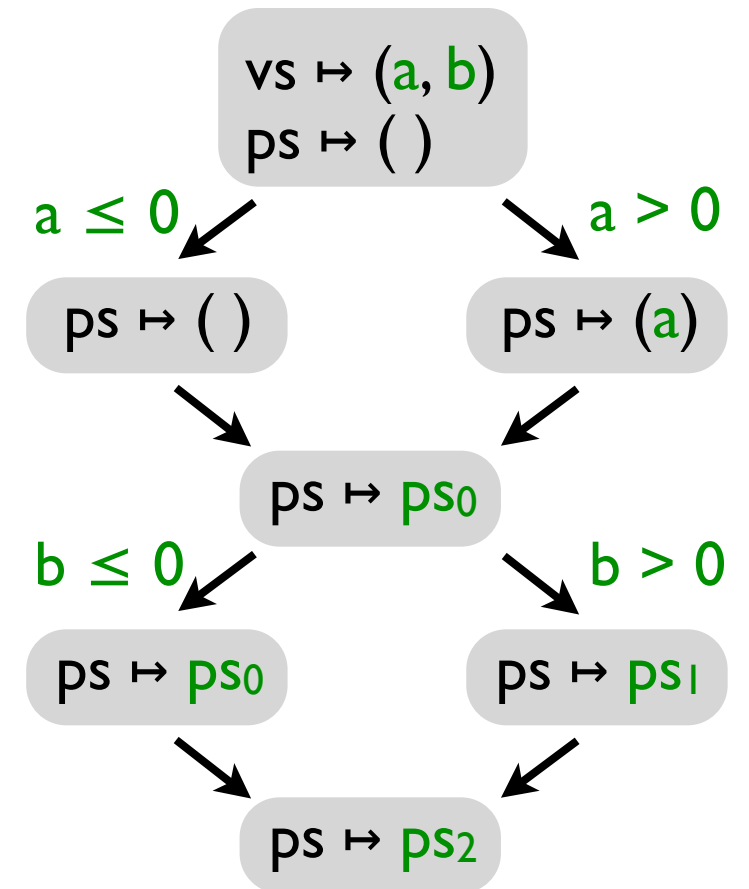 vs ↦ (a, b)
ps ↦ ( )
a ≤ 0
a > 0
ps ↦ ( )
ps ↦ (a)
ps ↦ ps₀
b ≤ 0
b > 0
ps ↦ ps₀
ps ↦ ps₁
ps ↦ ps₂